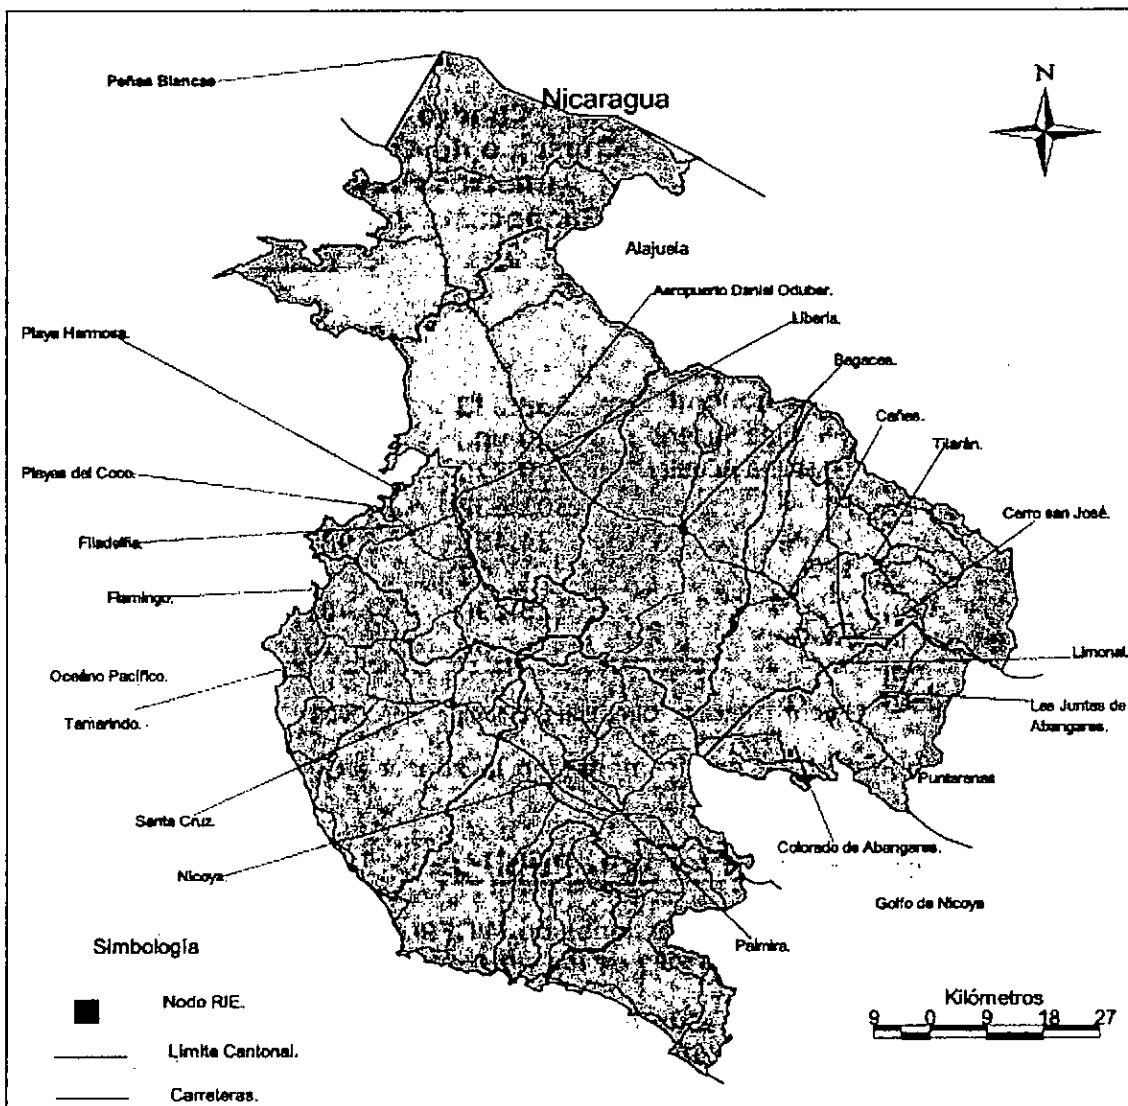 Peñas Blancas
Nicaragua
N
Alajuela
Aeropuerto Daniel Oduber.
Liberia.
Playa Hermosa.
Bagaces.
Cañas.
Tilarán.
Playas del Coco.
Cerro san José.
Filadelfia.
Flamingo.
Limonal.
Oceáno Pacífico.
Las Juntas de
Abangares.
Tamarindo.
Puntarenas
Santa Cruz.
Colorado de Abangares.
Nicoya.
Golfo de Nicoya
Palmira.
Simbología
Nodo RIE.
Kilómetros
9 0 9 18 27
Límite Cantonal.
Carreteras.